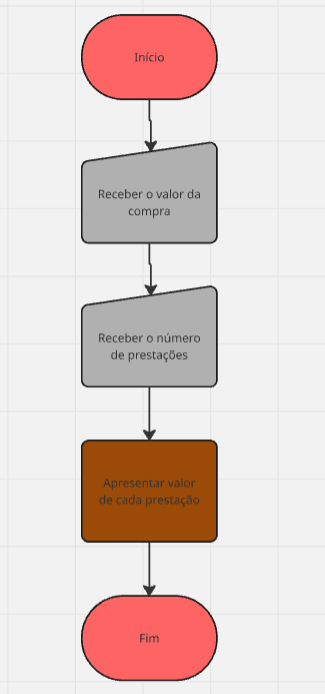 Início
Receber o valor da
compra
Receber o número
de prestações
Apresentar valor
de cada prestação
Fim